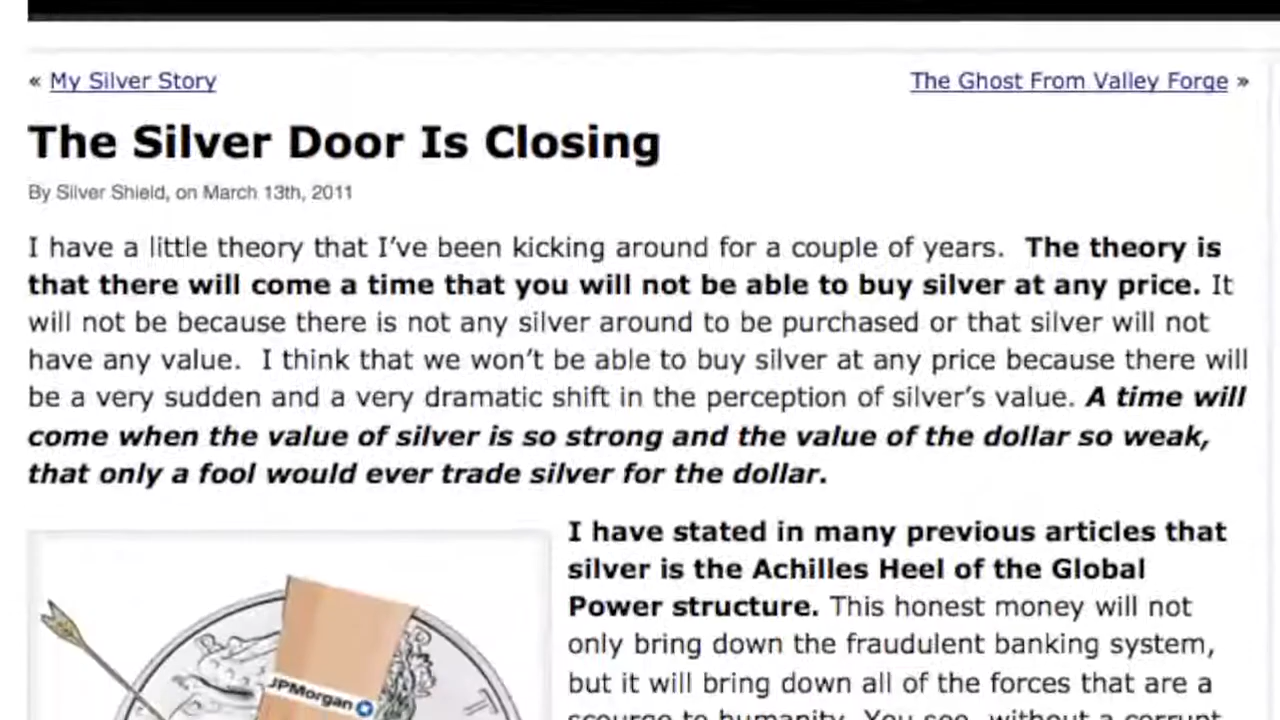 « My Silver Story
The Ghost From Valley Forge »
The Silver Door Is Closing
By Silver Shield, on March 13th, 2011
I have a little theory that I've been kicking around for a couple of years. The theory is
that there will come a time that you will not be able to buy silver at any price. It
will not be because there is not any silver around to be purchased or that silver will not
have any value. I think that we won't be able to buy silver at any price because there will
be a very sudden and a very dramatic shift in the perception of silver's value. A time will
come when the value of silver is so strong and the value of the dollar so weak,
that only a fool would ever trade silver for the dollar.
I have stated in many previous articles that
silver is the Achilles Heel of the Global
Power structure. This honest money will not
only bring down the fraudulent banking system,
but it will bring down all of the forces that are a
scourge to humanity. You see, without a corrupt
JPMorgan